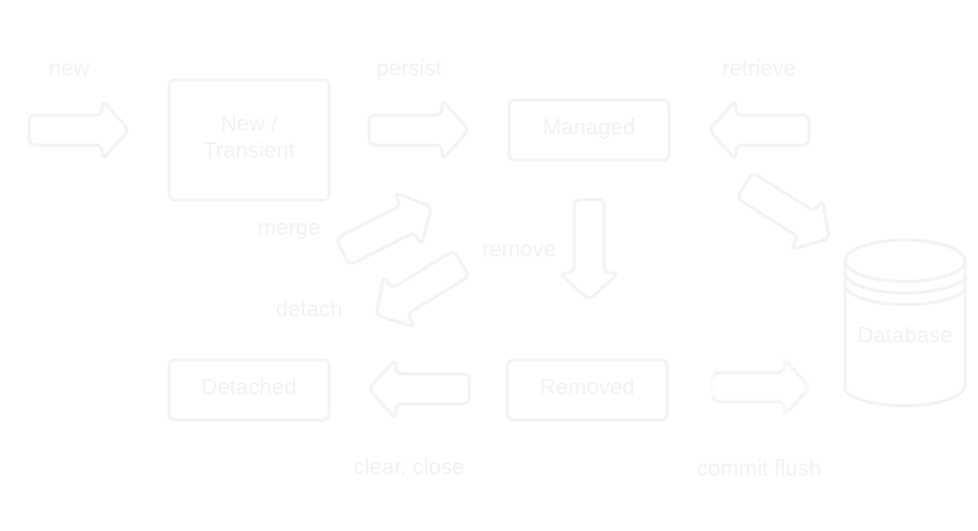 new
persist
retrieve
New /
Transient
Managed
merge
remove
detach
Database
Detached
Removed
clear, close
commit flush